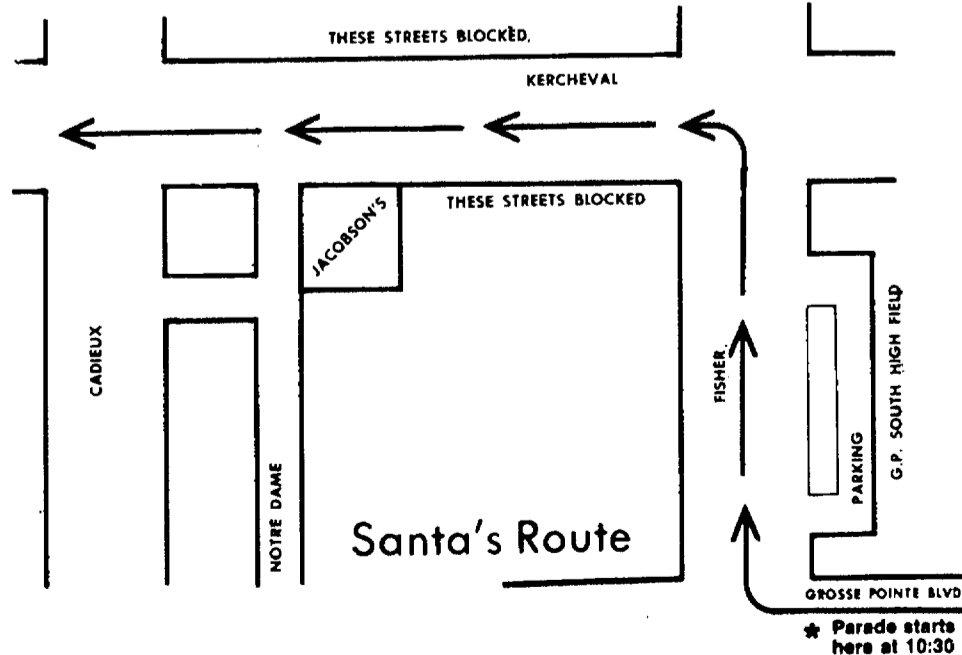 THESE STREETS BLOCKED.
KERCHEVAL
THESE STREETS BLOCKED
JACOBSON'S
CADIEUX
NOTRE DAME
FISHER
PARKING
G.P. SOUTH HIGH FIELD
Santa's Route
GROSSE POINTE BLVD
* Parade starts
here at 10:30